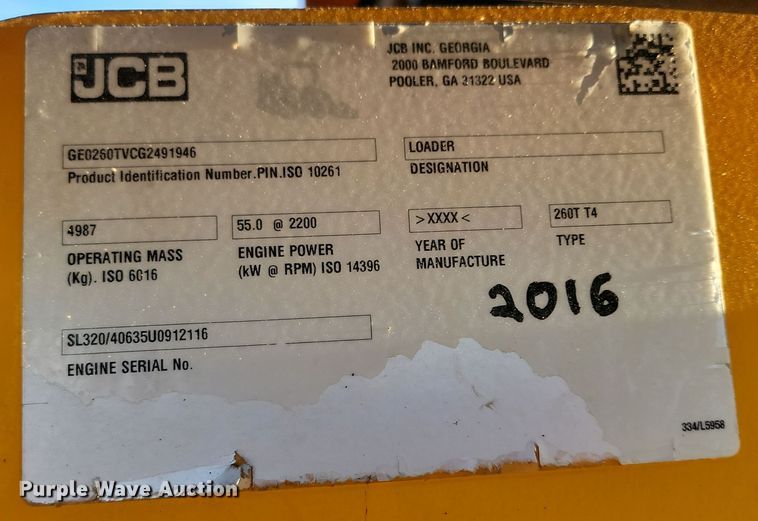 JCB
JCB INC. GEORGIA
2000 BAMFORD BOULEVARD
POOLER, GA 31322 USA
GEO260TVCG2491946
Product Identification Number.PIN.ISO 10261
LOADER
DESIGNATION
4987
OPERATING MASS
(Kg). ISO 6016
55.0 @ 2200
ENGINE POWER
(kW @ RPM) ISO 14396
>XXXX<
YEAR OF
MANUFACTURE
260T T4
TYPE
2016
SL320/40635U0912116
ENGINE SERIAL No.
334/L5958
Purple Wave Auction